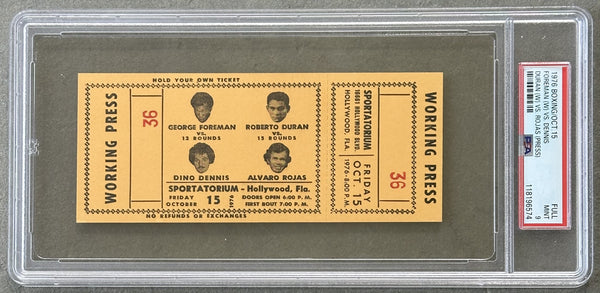 HOLD YOUR OWN TICKET
WORKING PRESS
36
GEORGE FOREMAN
VS.
12 ROUNDS
ROBERTO DURAN
VS.
15 ROUNDS
DINO DENNIS
ALVARO ROJAS
SPORTATORIUM - Hollywood, Fla.
FRIDAY
OCTOBER 15 1976
DOORS OPEN 6:00 P.M.
FIRST BOUT 7:00 P.M.
NO REFUNDS OR EXCHANGES
SPORTATORIUM
HOLLYWOOD BLVD.
HOLLYWOOD, FLA.
FRIDAY
OCT. 15
1976-8:00 P.M.
36
WORKING PRESS
1976 BOXING/OCT.15
FOREMAN (W) VS. DENNIS
DURAN (W) VS. ROJAS (PRESS)
PSA
FULL
MINT
9
118196574